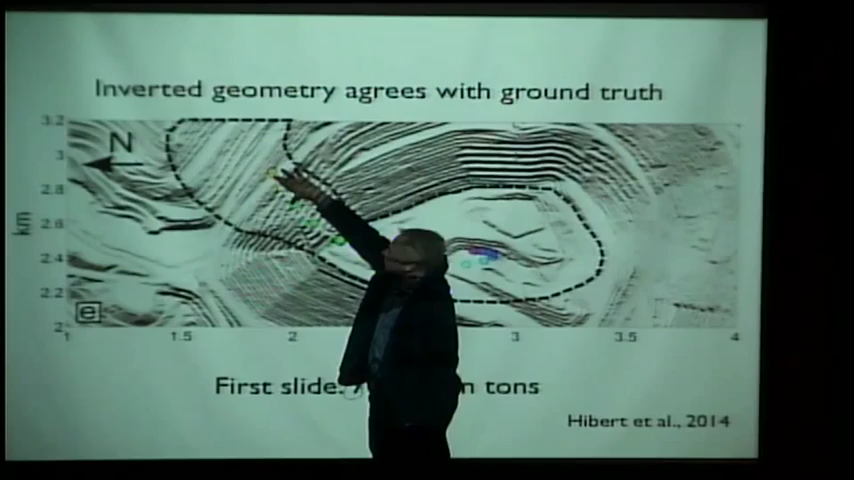 Inverted geometry agrees with ground truth
3.2
N
3
2.8
2.6
km
2.4
2.2
e
2
1
1.5
2
3
3.5
4
First slide: tons
Hibert et al., 2014